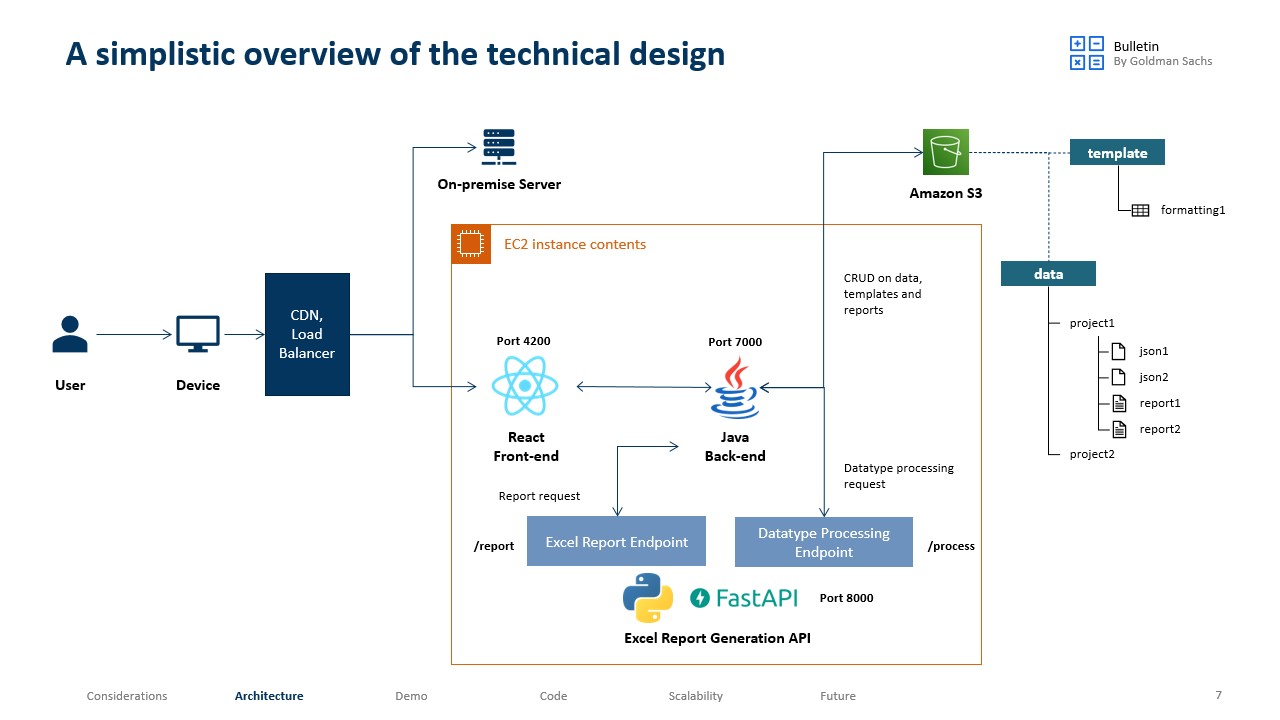 A simplistic overview of the technical design
Bulletin
By Goldman Sachs
On-premise Server
Amazon S3
template
formatting1
EC2 instance contents
data
CRUD on data,
templates and
reports
CDN,
Load
Balancer
project1
Port 4200
Port 7000
json1
json2
User
Device
report1
report2
React
Front-end
Java
Back-end
project2
Datatype processing
request
Report request
/report
Excel Report Endpoint
Datatype Processing
Endpoint
/process
FastAPI
Port 8000
Excel Report Generation API
Considerations
Architecture
Demo
Code
Scalability
Future
7